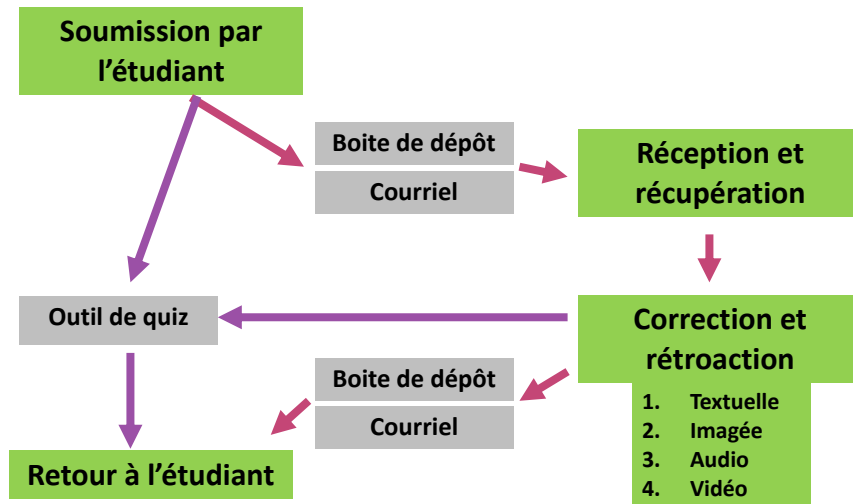 Soumission par
l’étudiant
Boite de dépôt
Courriel
Réception et
récupération
Outil de quiz
Correction et
rétroaction
1. Textuelle
2. Imagée
3. Audio
4. Vidéo
Boite de dépôt
Courriel
Retour à l’étudiant